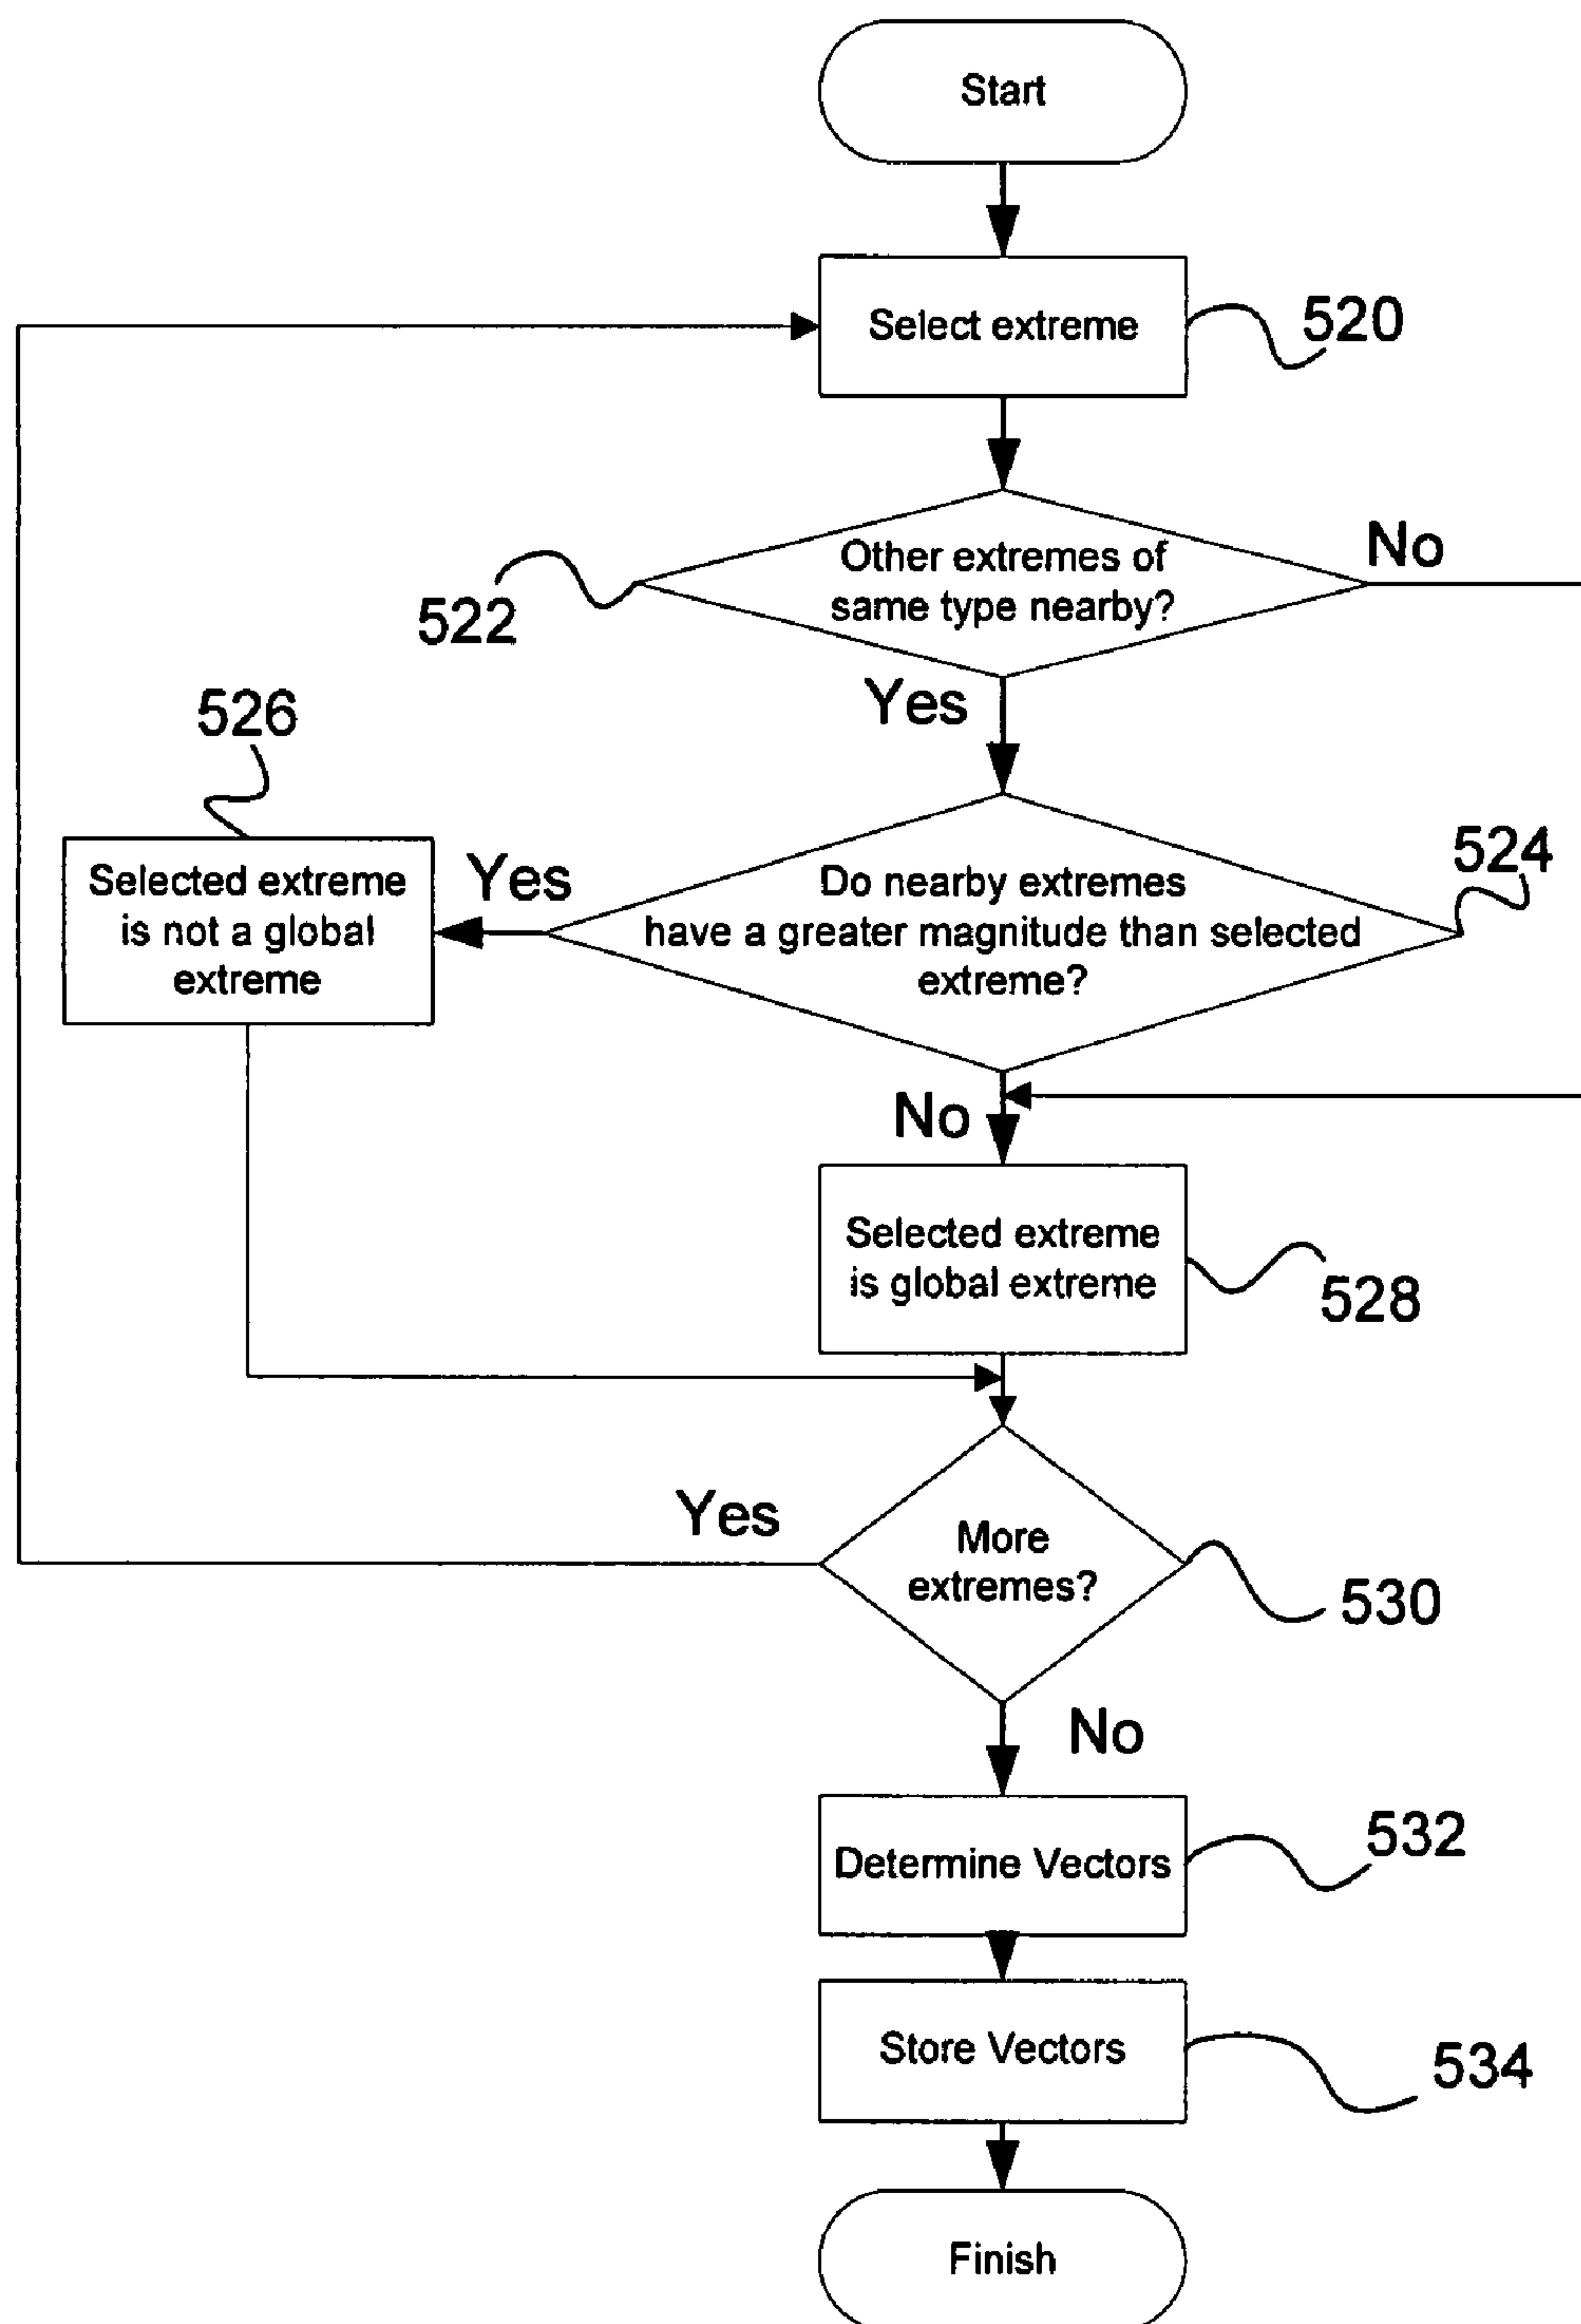 Start
Select extreme
520
Other extremes of
same type nearby?
No
522
Yes
526
Selected extreme
is not a global
extreme
Yes
Do nearby extremes
have a greater magnitude than selected
extreme?
524
No
Selected extreme
is global extreme
528
Yes
More
extremes?
530
No
Determine Vectors
532
Store Vectors
534
Finish